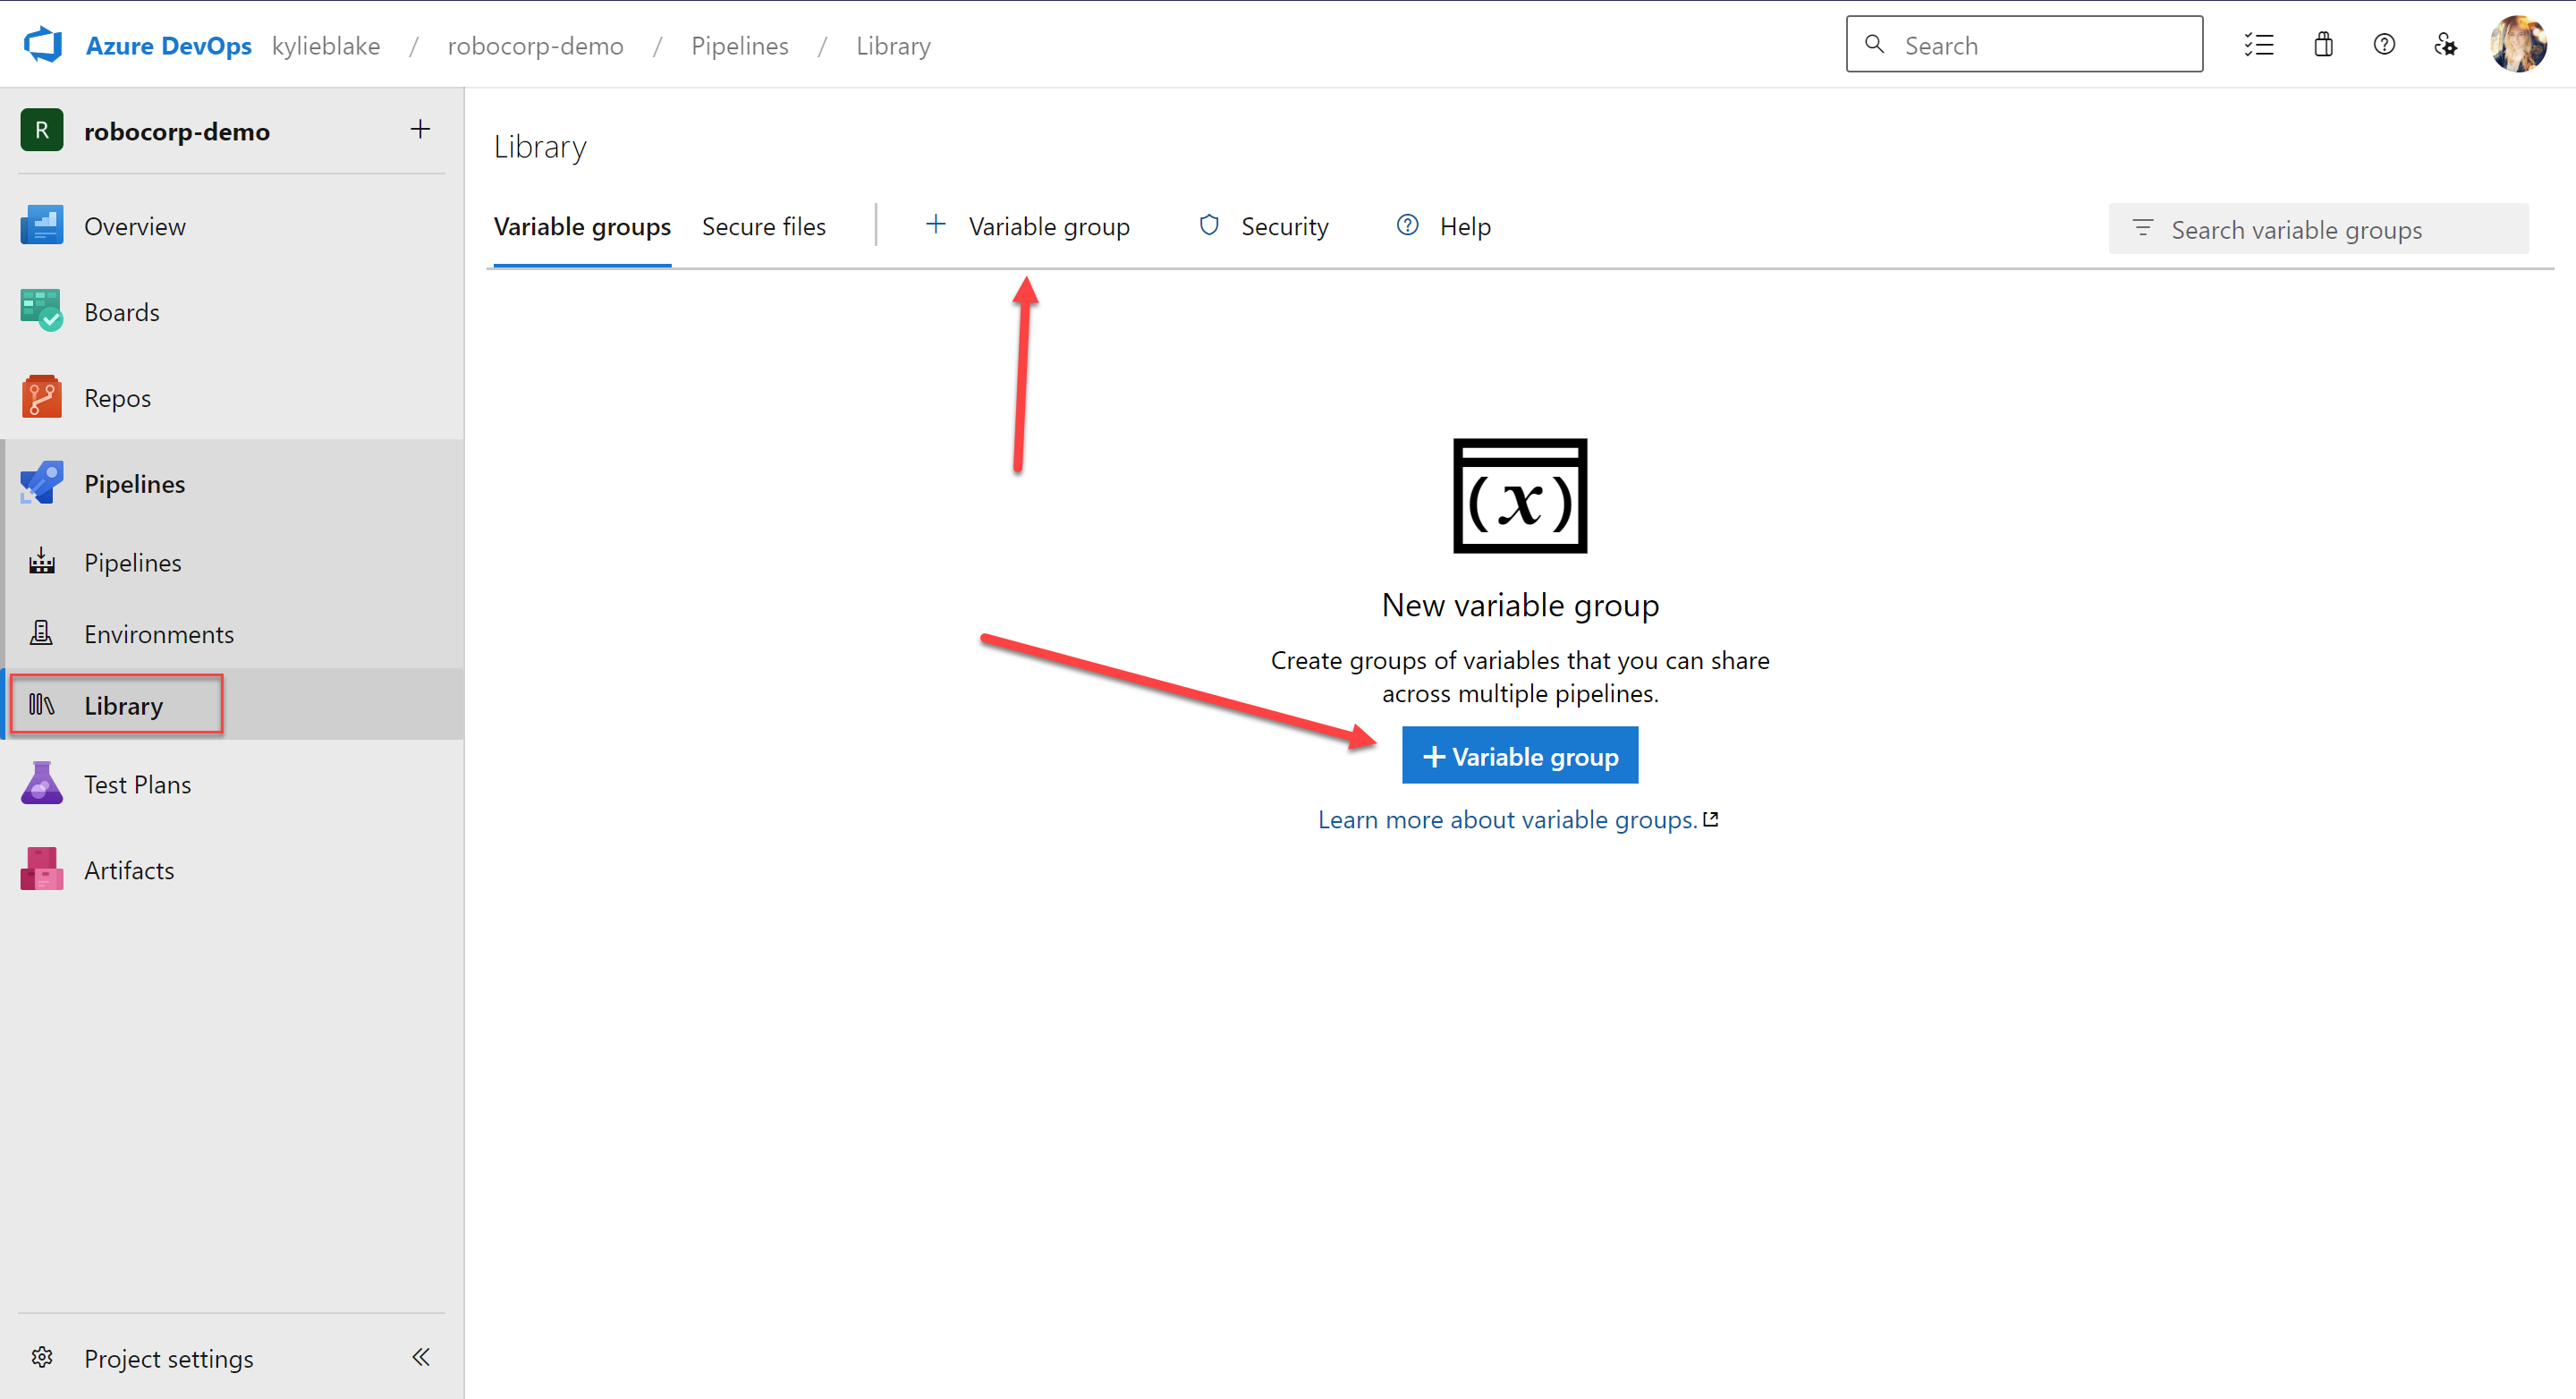 Azure DevOps kylieblake / robocorp-demo / Pipelines / Library
Search
R robocorp-demo
Overview
Boards
Repos
Pipelines
Pipelines
Environments
Library
Test Plans
Artifacts
Project settings
Library
Variable groups Secure files + Variable group Security Help
Search variable groups
(x)
New variable group
Create groups of variables that you can share
across multiple pipelines.
+ Variable group
Learn more about variable groups.